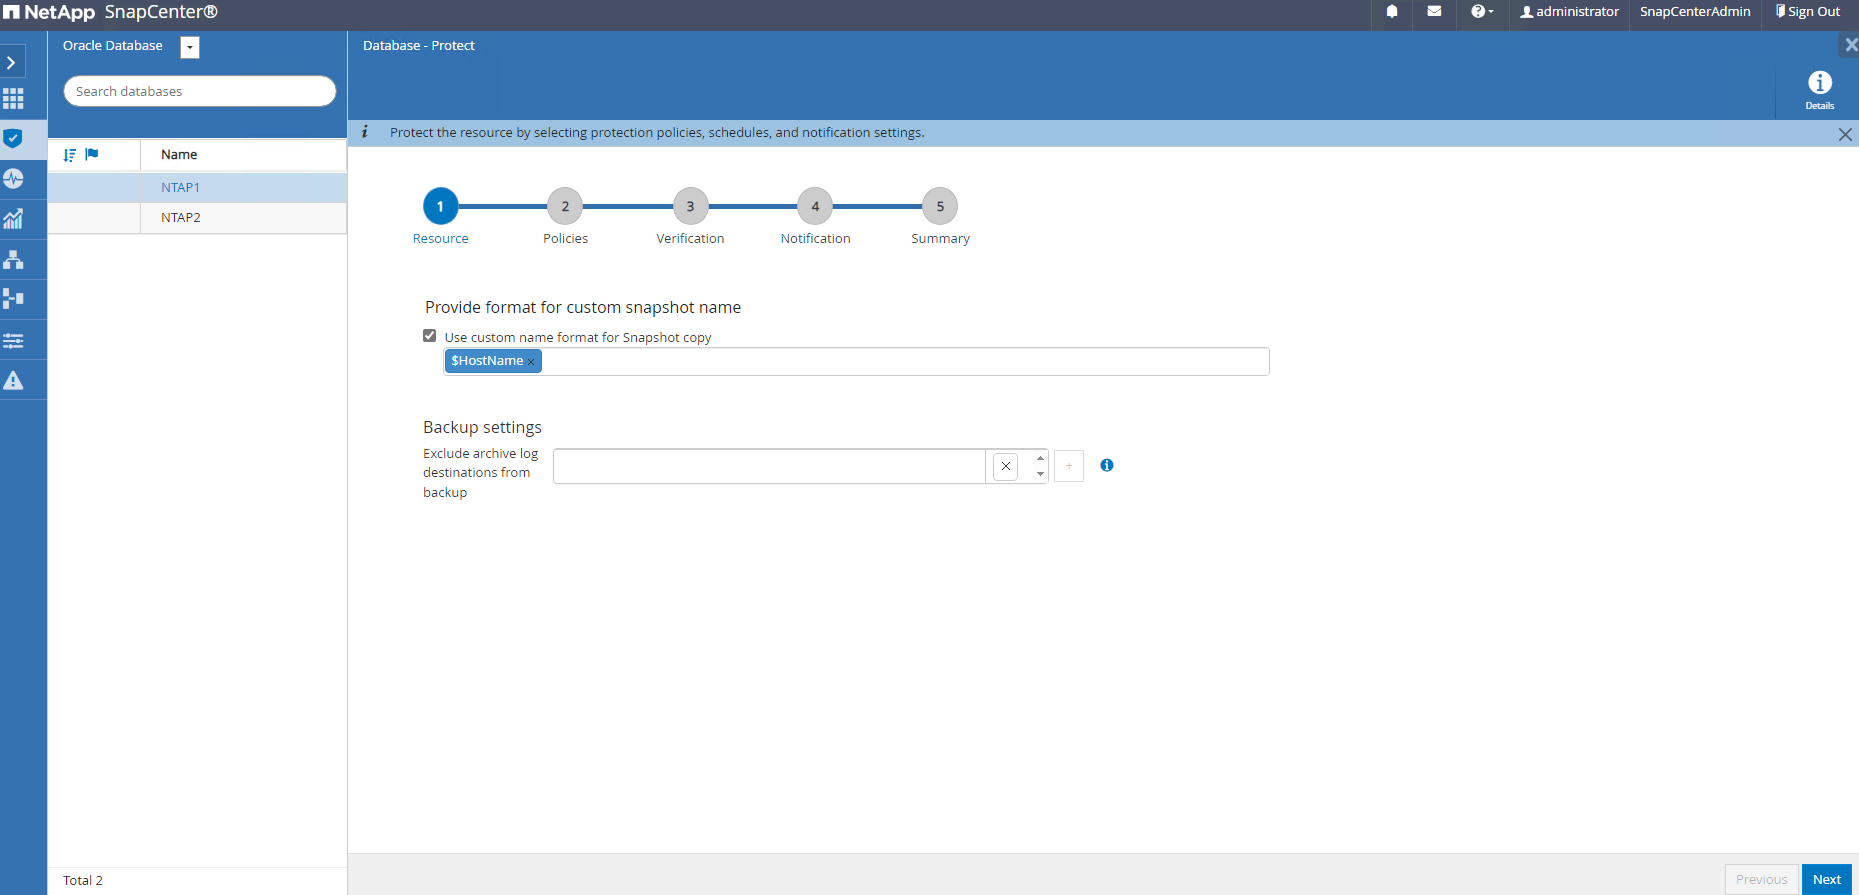 NetApp SnapCenter®
administrator
SnapCenterAdmin
Sign Out
Oracle Database
Search databases
Name
NTAP1
NTAP2
Total 2
Database - Protect
Details
i Protect the resource by selecting protection policies, schedules, and notification settings.
1 2 3 4 5
Resource Policies Verification Notification Summary
Provide format for custom snapshot name
Use custom name format for Snapshot copy
$HostName ×
Backup settings
Exclude archive log
destinations from
backup
Previous Next